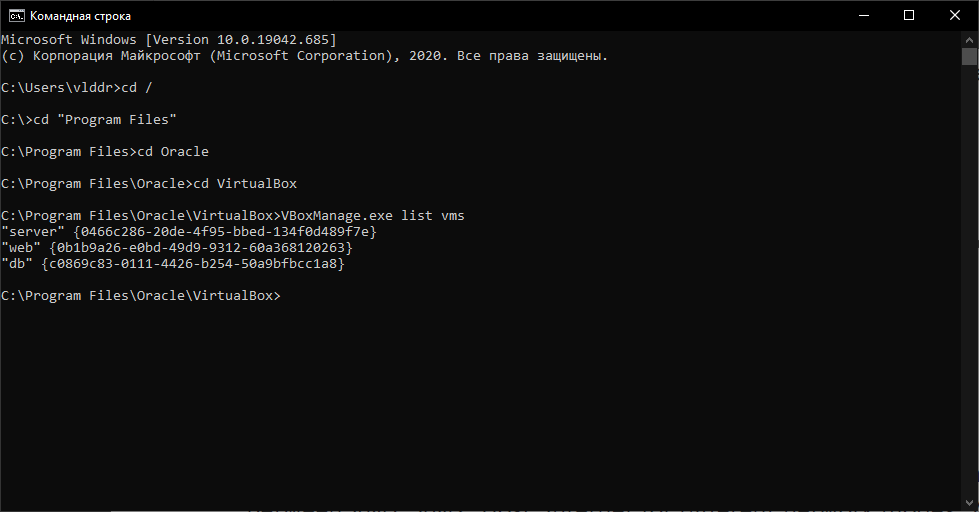 Командная строка
Microsoft Windows [Version 10.0.19042.685]
(c) Корпорация Майкрософт (Microsoft Corporation), 2020. Все права защищены.
C:\Users\vlddr>cd /
C:\>cd "Program Files"
C:\Program Files>cd Oracle
C:\Program Files\Oracle>cd VirtualBox
C:\Program Files\Oracle\VirtualBox>VBoxManage.exe list vms
"server" {0466c286-20de-4f95-bbed-134f0d489f7e}
"web" {0b1b9a26-e0bd-49d9-9312-60a368120263}
"db" {c0869c83-0111-4426-b254-50a9bfbcc1a8}
C:\Program Files\Oracle\VirtualBox>